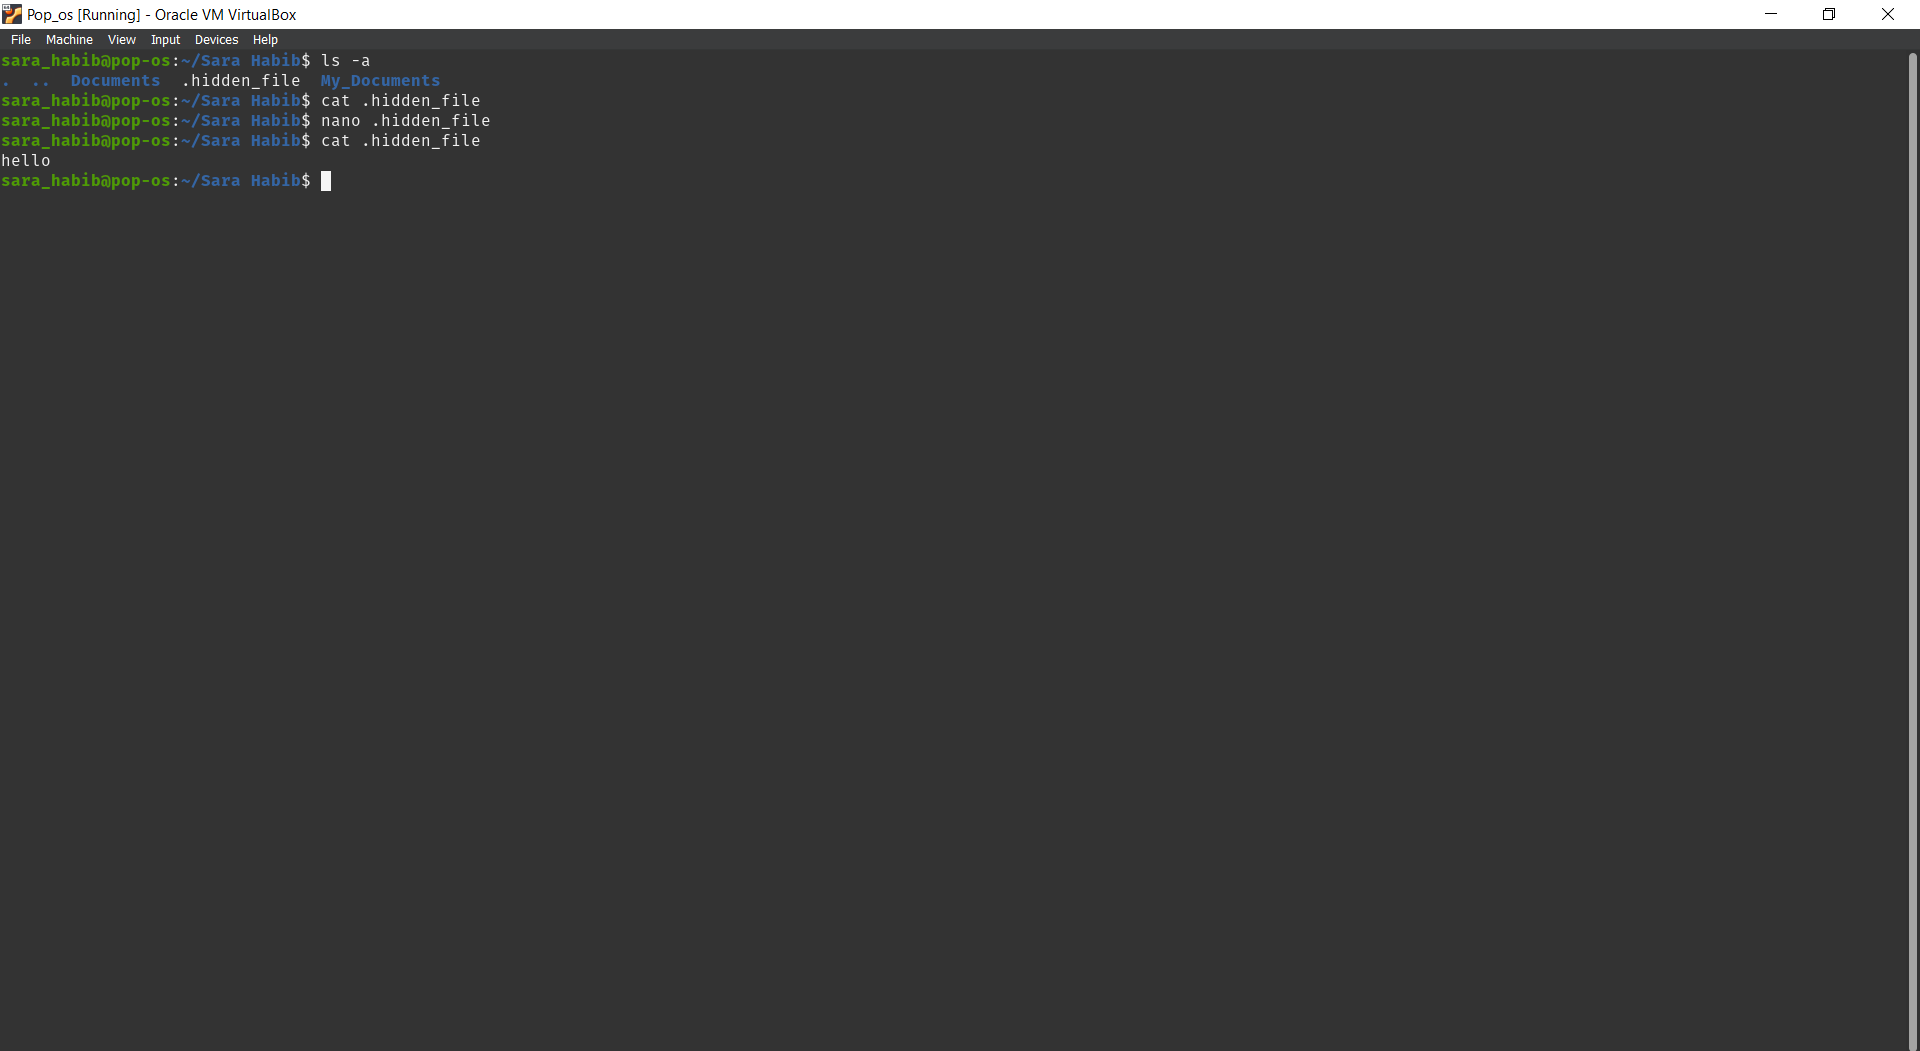 Pop_os [Running] - Oracle VM VirtualBox
File Machine View Input Devices Help
sara_habib@pop-os:~/Sara Habib$ ls -a
. .. Documents .hidden_file My_Documents
sara_habib@pop-os:~/Sara Habib$ cat .hidden_file
sara_habib@pop-os:~/Sara Habib$ nano .hidden_file
sara_habib@pop-os:~/Sara Habib$ cat .hidden_file
hello
sara_habib@pop-os:~/Sara Habib$